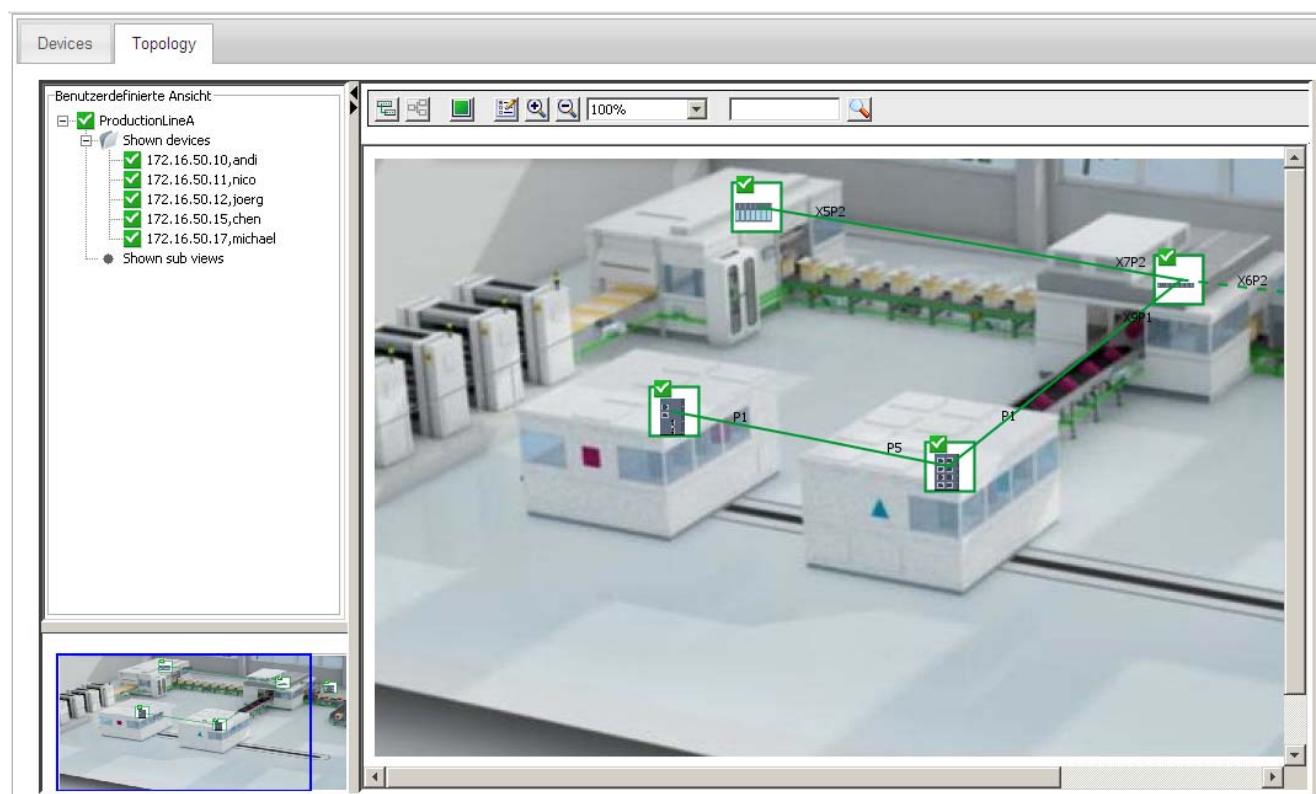 Devices
Topology
Benutzerdefinierte Ansicht
ProductionLineA
Shown devices
172.16.50.10,andi
172.16.50.11,nico
172.16.50.12,joerg
172.16.50.15,chen
172.16.50.17,michael
Shown sub views
100%
X5P2
X7P2
X6P2
X9P1
P1
P1
P5